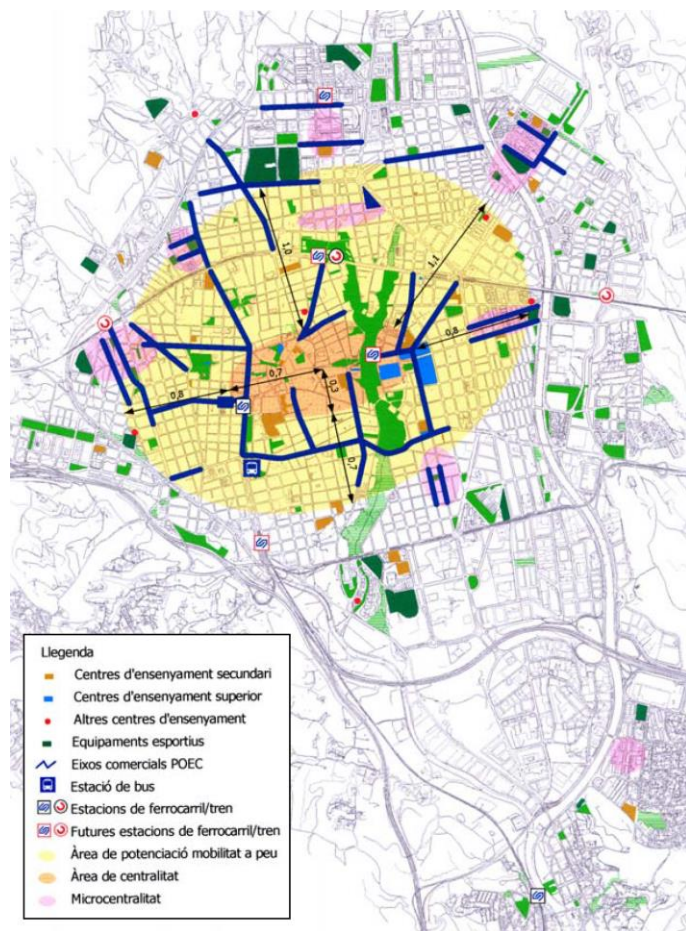 1,0
1,1
0,8
0,7
0,3
0,8
0,7
Llegenda
Centres d'ensenyament secundari
Centres d'ensenyament superior
Altres centres d'ensenyament
Equipaments esportius
Eixos comercials POEC
Estació de bus
Estacions de ferrocarril/tren
Futures estacions de ferrocarril/tren
Àrea de potenciació mobilitat a peu
Àrea de centralitat
Microcentralitat